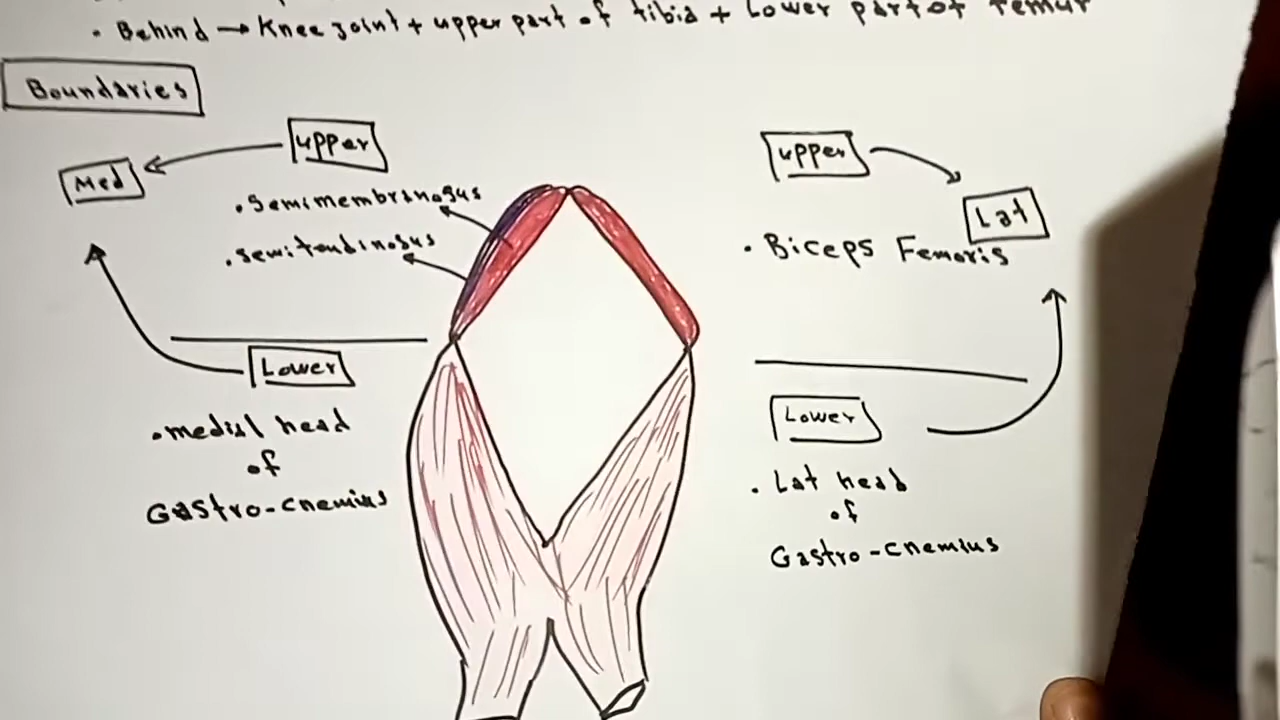 • Behind → Knee joint + upper part of tibia + Lower part of Femur
Boundaries
upper
Med
• Semimembranosus
• Semitendinosus
Lower
• medial head
of
Gastro-cnemius
upper
Lat
• Biceps Femoris
Lower
• Lat head
of
Gastro-cnemius